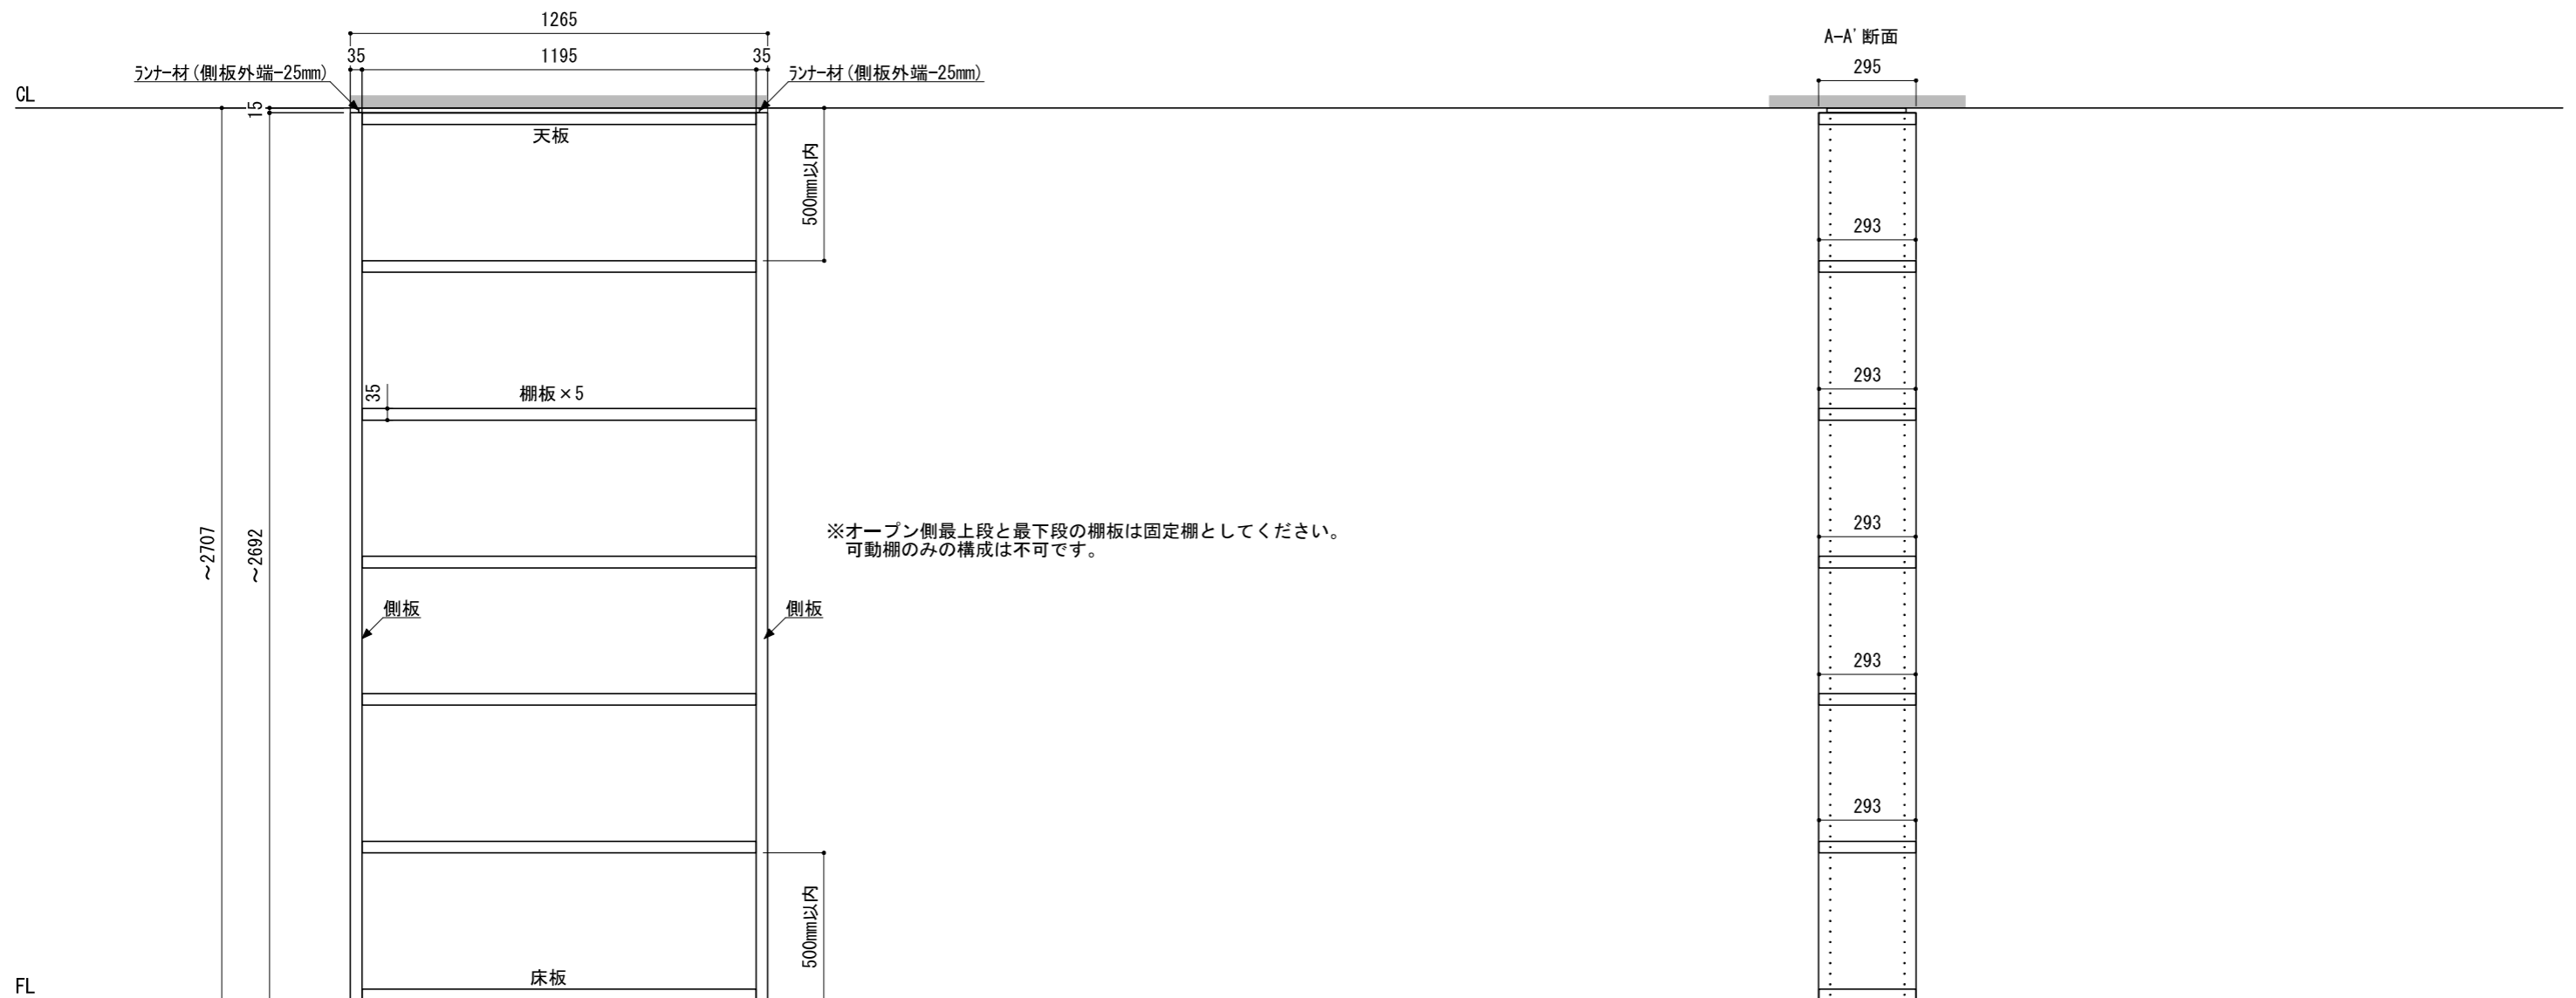 1265
A-A'断面
35
1195
35
295
ﾗﾝﾅｰ材(側板外端-25mm)
ﾗﾝﾅｰ材(側板外端-25mm)
CL
15
天板
500mm以内
293
293
35
棚板×5
293
※オープン側最上段と最下段の棚板は固定棚としてください。
可動棚のみの構成は不可です。
～2707
～2692
側板
側板
293
293
500mm以内
床板
FL